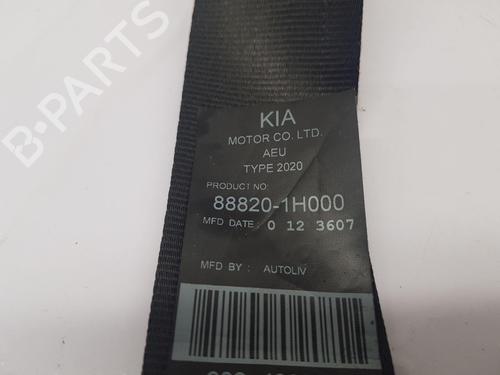 B-PARTS
KIA
MOTOR CO. LTD.
AEU
TYPE 2020
PRODUCT NO:
88820-1H000
MFD DATE: 0 12 3607
MFD BY : AUTOLIV